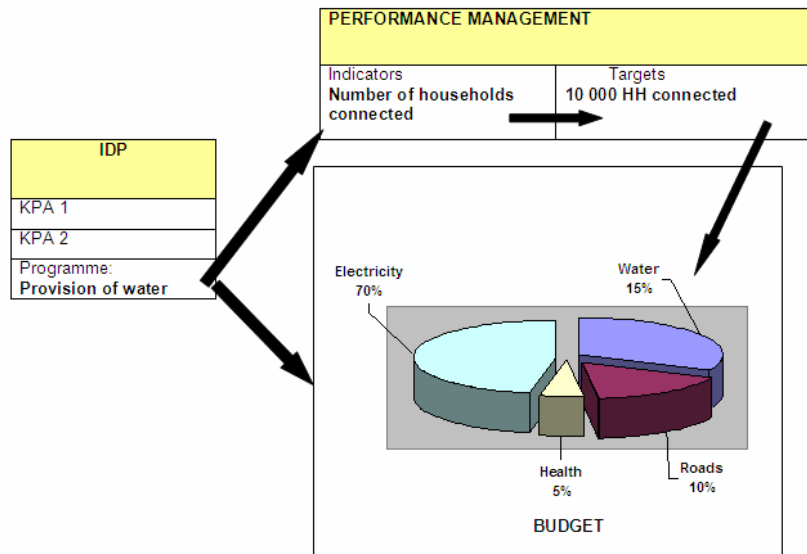 PERFORMANCE MANAGEMENT
Indicators
Number of households
connected
Targets
10 000 HH connected
IDP
KPA 1
KPA 2
Programme:
Provision of water
Electricity
70%
Water
15%
Health
5%
Roads
10%
BUDGET